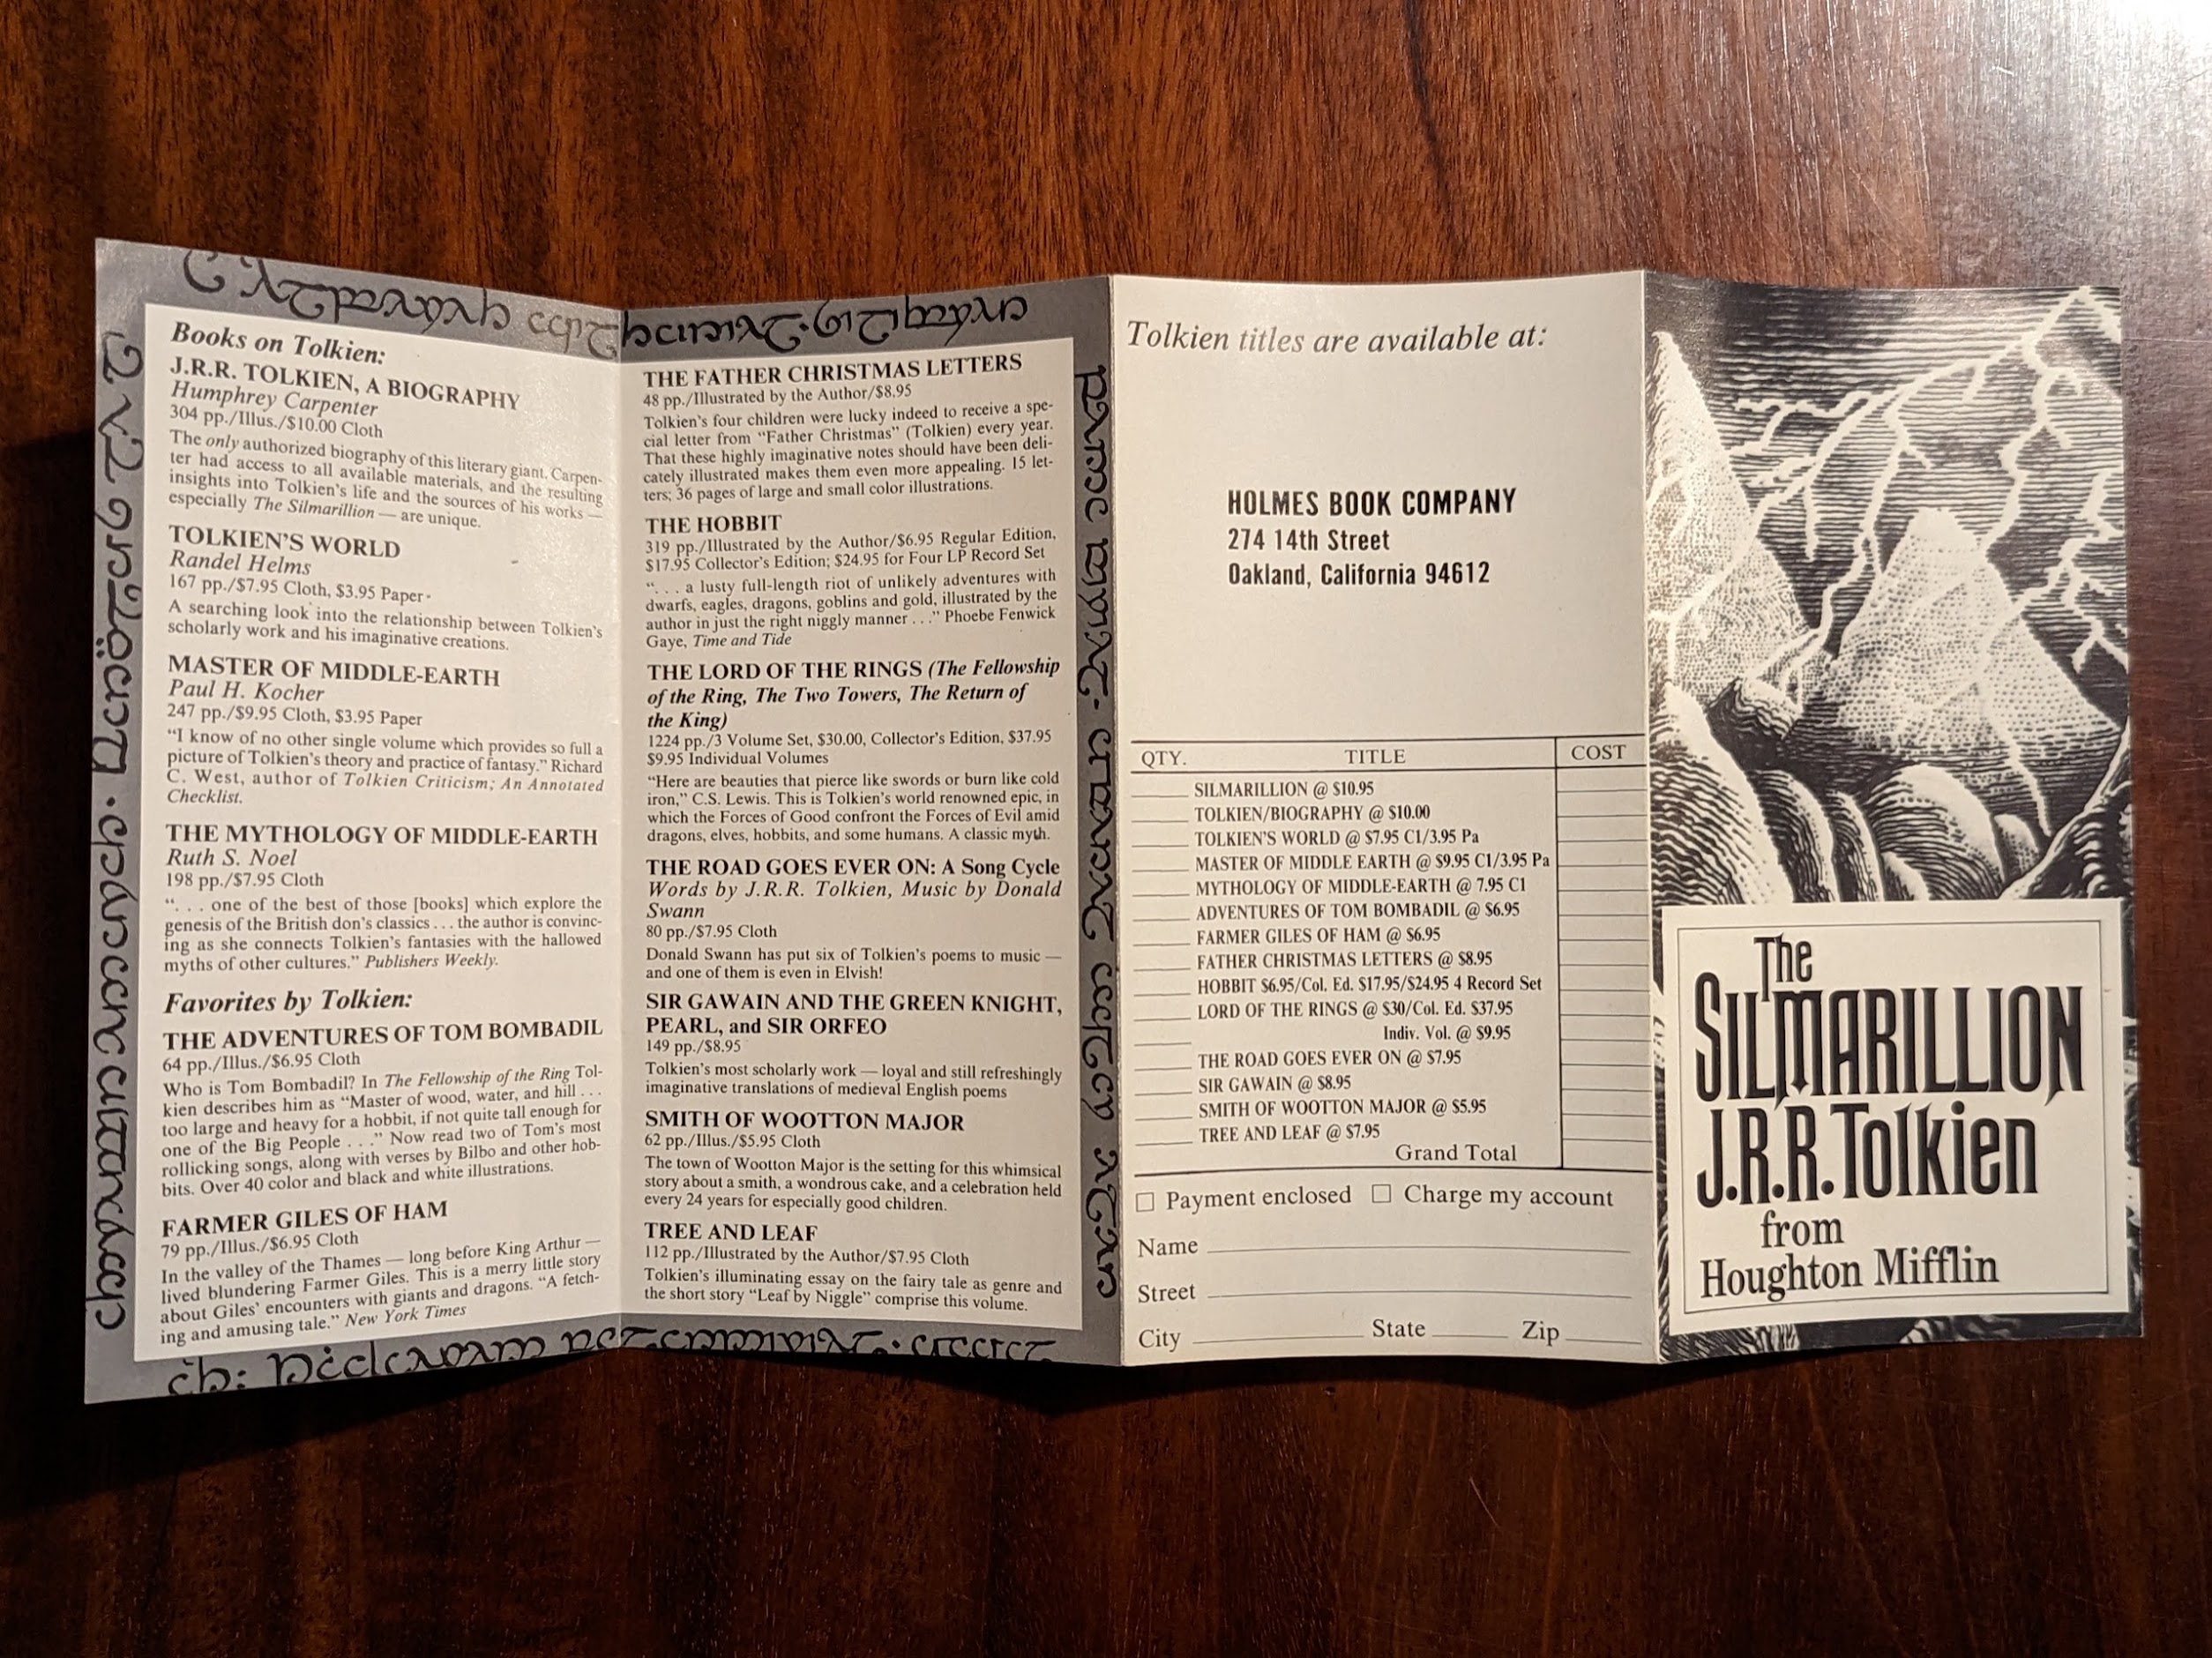 Books on Tolkien:
J.R.R. TOLKIEN, A BIOGRAPHY
Humphrey Carpenter
304 pp./Illus./$10.00 Cloth
The only authorized biography of this literary giant. Carpen-
ter had access to all available materials, and the resulting
insights into Tolkien's life and the sources of his works —
especially The Silmarillion — are unique.
TOLKIEN'S WORLD
Randel Helms
167 pp./$7.95 Cloth, $3.95 Paper
A searching look into the relationship between Tolkien's
scholarly work and his imaginative creations.
MASTER OF MIDDLE-EARTH
Paul H. Kocher
247 pp./$9.95 Cloth, $3.95 Paper
“I know of no other single volume which provides so full a
picture of Tolkien's theory and practice of fantasy.” Richard
C. West, author of Tolkien Criticism; An Annotated
Checklist.
THE MYTHOLOGY OF MIDDLE-EARTH
Ruth S. Noel
198 pp./$7.95 Cloth
“. . . one of the best of those [books] which explore the
genesis of the British don's classics . . . the author is convinc-
ing as she connects Tolkien's fantasies with the hallowed
myths of other cultures.” Publishers Weekly.
Favorites by Tolkien:
THE ADVENTURES OF TOM BOMBADIL
64 pp./Illus./$6.95 Cloth
Who is Tom Bombadil? In The Fellowship of the Ring Tol-
kien describes him as “Master of wood, water, and hill . . .
too large and heavy for a hobbit, if not quite tall enough for
one of the Big People . . .” Now read two of Tom's most
rollicking songs, along with verses by Bilbo and other hob-
bits. Over 40 color and black and white illustrations.
FARMER GILES OF HAM
79 pp./Illus./$6.95 Cloth
In the valley of the Thames — long before King Arthur —
lived blundering Farmer Giles. This is a merry little story
about Giles' encounters with giants and dragons. “A fetch-
ing and amusing tale.” New York Times
THE FATHER CHRISTMAS LETTERS
48 pp./Illustrated by the Author/$8.95
Tolkien's four children were lucky indeed to receive a spe-
cial letter from “Father Christmas” (Tolkien) every year.
That these highly imaginative notes should have been deli-
cately illustrated makes them even more appealing. 15 let-
ters; 36 pages of large and small color illustrations.
THE HOBBIT
319 pp./Illustrated by the Author/$6.95 Regular Edition,
$17.95 Collector's Edition; $24.95 for Four LP Record Set
“. . . a lusty full-length riot of unlikely adventures with
dwarfs, eagles, dragons, goblins and gold, illustrated by the
author in just the right niggly manner . . .” Phoebe Fenwick
Gaye, Time and Tide
THE LORD OF THE RINGS (The Fellowship
of the Ring, The Two Towers, The Return of
the King)
1224 pp./3 Volume Set, $30.00, Collector's Edition, $37.95
$9.95 Individual Volumes
“Here are beauties that pierce like swords or burn like cold
iron,” C.S. Lewis. This is Tolkien's world renowned epic, in
which the Forces of Good confront the Forces of Evil amid
dragons, elves, hobbits, and some humans. A classic myth.
THE ROAD GOES EVER ON: A Song Cycle
Words by J.R.R. Tolkien, Music by Donald
Swann
80 pp./$7.95 Cloth
Donald Swann has put six of Tolkien's poems to music —
and one of them is even in Elvish!
SIR GAWAIN AND THE GREEN KNIGHT,
PEARL, and SIR ORFEO
149 pp./$8.95
Tolkien's most scholarly work — loyal and still refreshingly
imaginative translations of medieval English poems
SMITH OF WOOTTON MAJOR
62 pp./Illus./$5.95 Cloth
The town of Wootton Major is the setting for this whimsical
story about a smith, a wondrous cake, and a celebration held
every 24 years for especially good children.
TREE AND LEAF
112 pp./Illustrated by the Author/$7.95 Cloth
Tolkien's illuminating essay on the fairy tale as genre and
the short story “Leaf by Niggle” comprise this volume.
Tolkien titles are available at:
HOLMES BOOK COMPANY
274 14th Street
Oakland, California 94612
QTY. TITLE COST
SILMARILLION @ $10.95
TOLKIEN/BIOGRAPHY @ $10.00
TOLKIEN'S WORLD @ $7.95 C1/3.95 Pa
MASTER OF MIDDLE EARTH @ $9.95 C1/3.95 Pa
MYTHOLOGY OF MIDDLE-EARTH @ 7.95 C1
ADVENTURES OF TOM BOMBADIL @ $6.95
FARMER GILES OF HAM @ $6.95
FATHER CHRISTMAS LETTERS @ $8.95
HOBBIT $6.95/Col. Ed. $17.95/$24.95 4 Record Set
LORD OF THE RINGS @ $30/Col. Ed. $37.95
Indiv. Vol. @ $9.95
THE ROAD GOES EVER ON @ $7.95
SIR GAWAIN @ $8.95
SMITH OF WOOTTON MAJOR @ $5.95
TREE AND LEAF @ $7.95
Grand Total
☐ Payment enclosed ☐ Charge my account
Name
Street
City State Zip
The
SILMARILLION
J.R.R. Tolkien
from
Houghton Mifflin